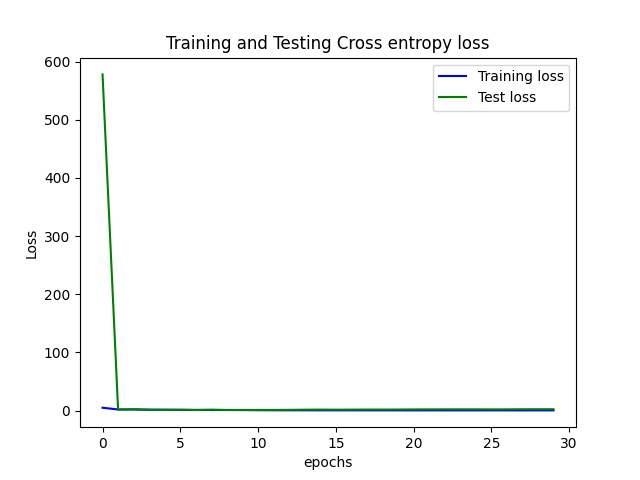 Training and Testing Cross entropy loss
Training loss
Test loss
600
500
400
300
200
100
0
Loss
0 5 10 15 20 25 30
epochs